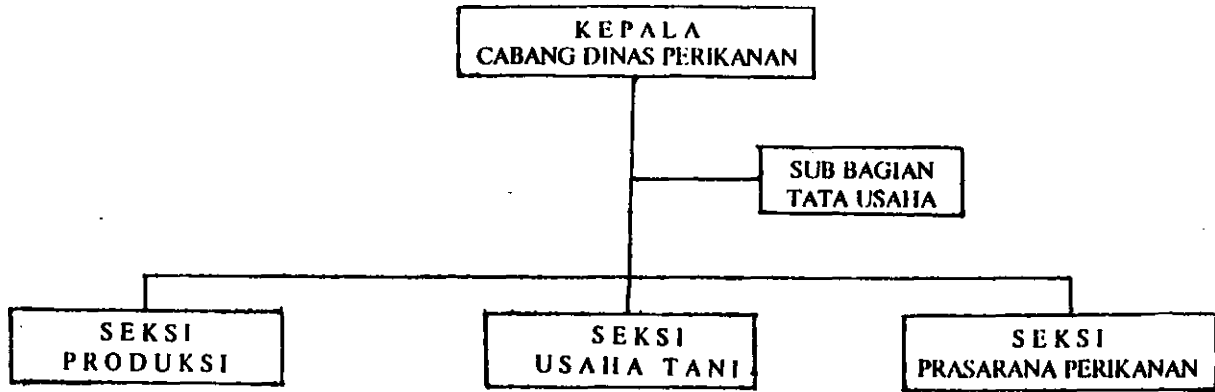 KEPALA
CABANG DINAS PERIKANAN
SUB BAGIAN
TATA USAHA
SEKSI
PRODUKSI
SEKSI
USAHA TANI
SEKSI
PRASARANA PERIKANAN